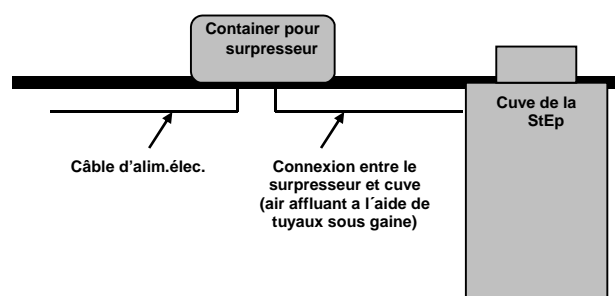 Container pour
surpresseur
Cuve de la
StEp
Câble d'alim.élec.
Connexion entre le
surpresseur et cuve
(air affluant a l´aide de
tuyaux sous gaine)